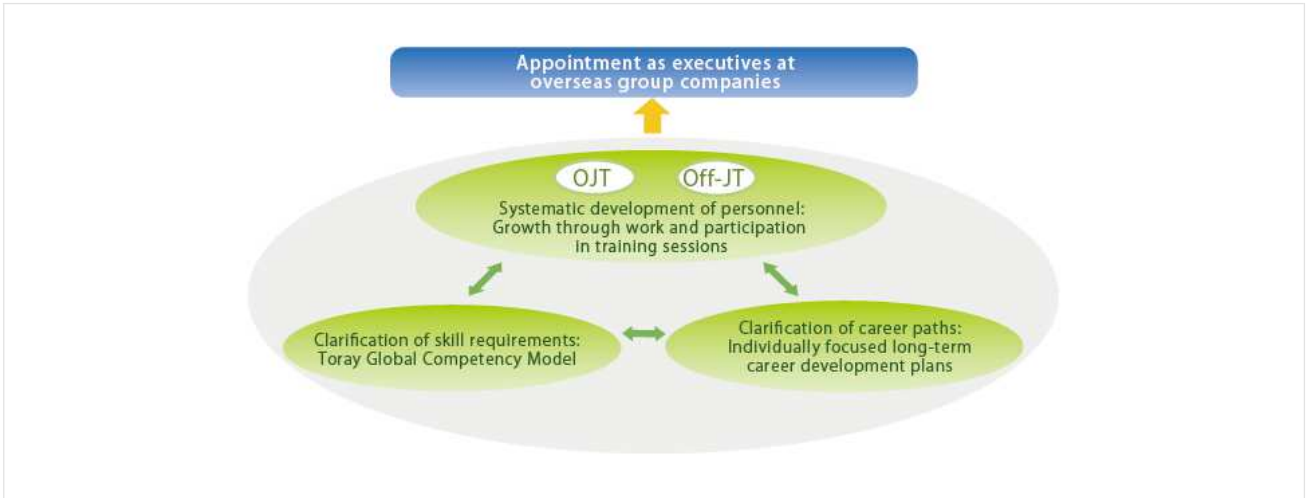 Appointment as executives at
overseas group companies
OJT
Off-JT
Systematic development of personnel:
Growth through work and participation
in training sessions
Clarification of skill requirements:
Toray Global Competency Model
Clarification of career paths:
Individually focused long-term
career development plans